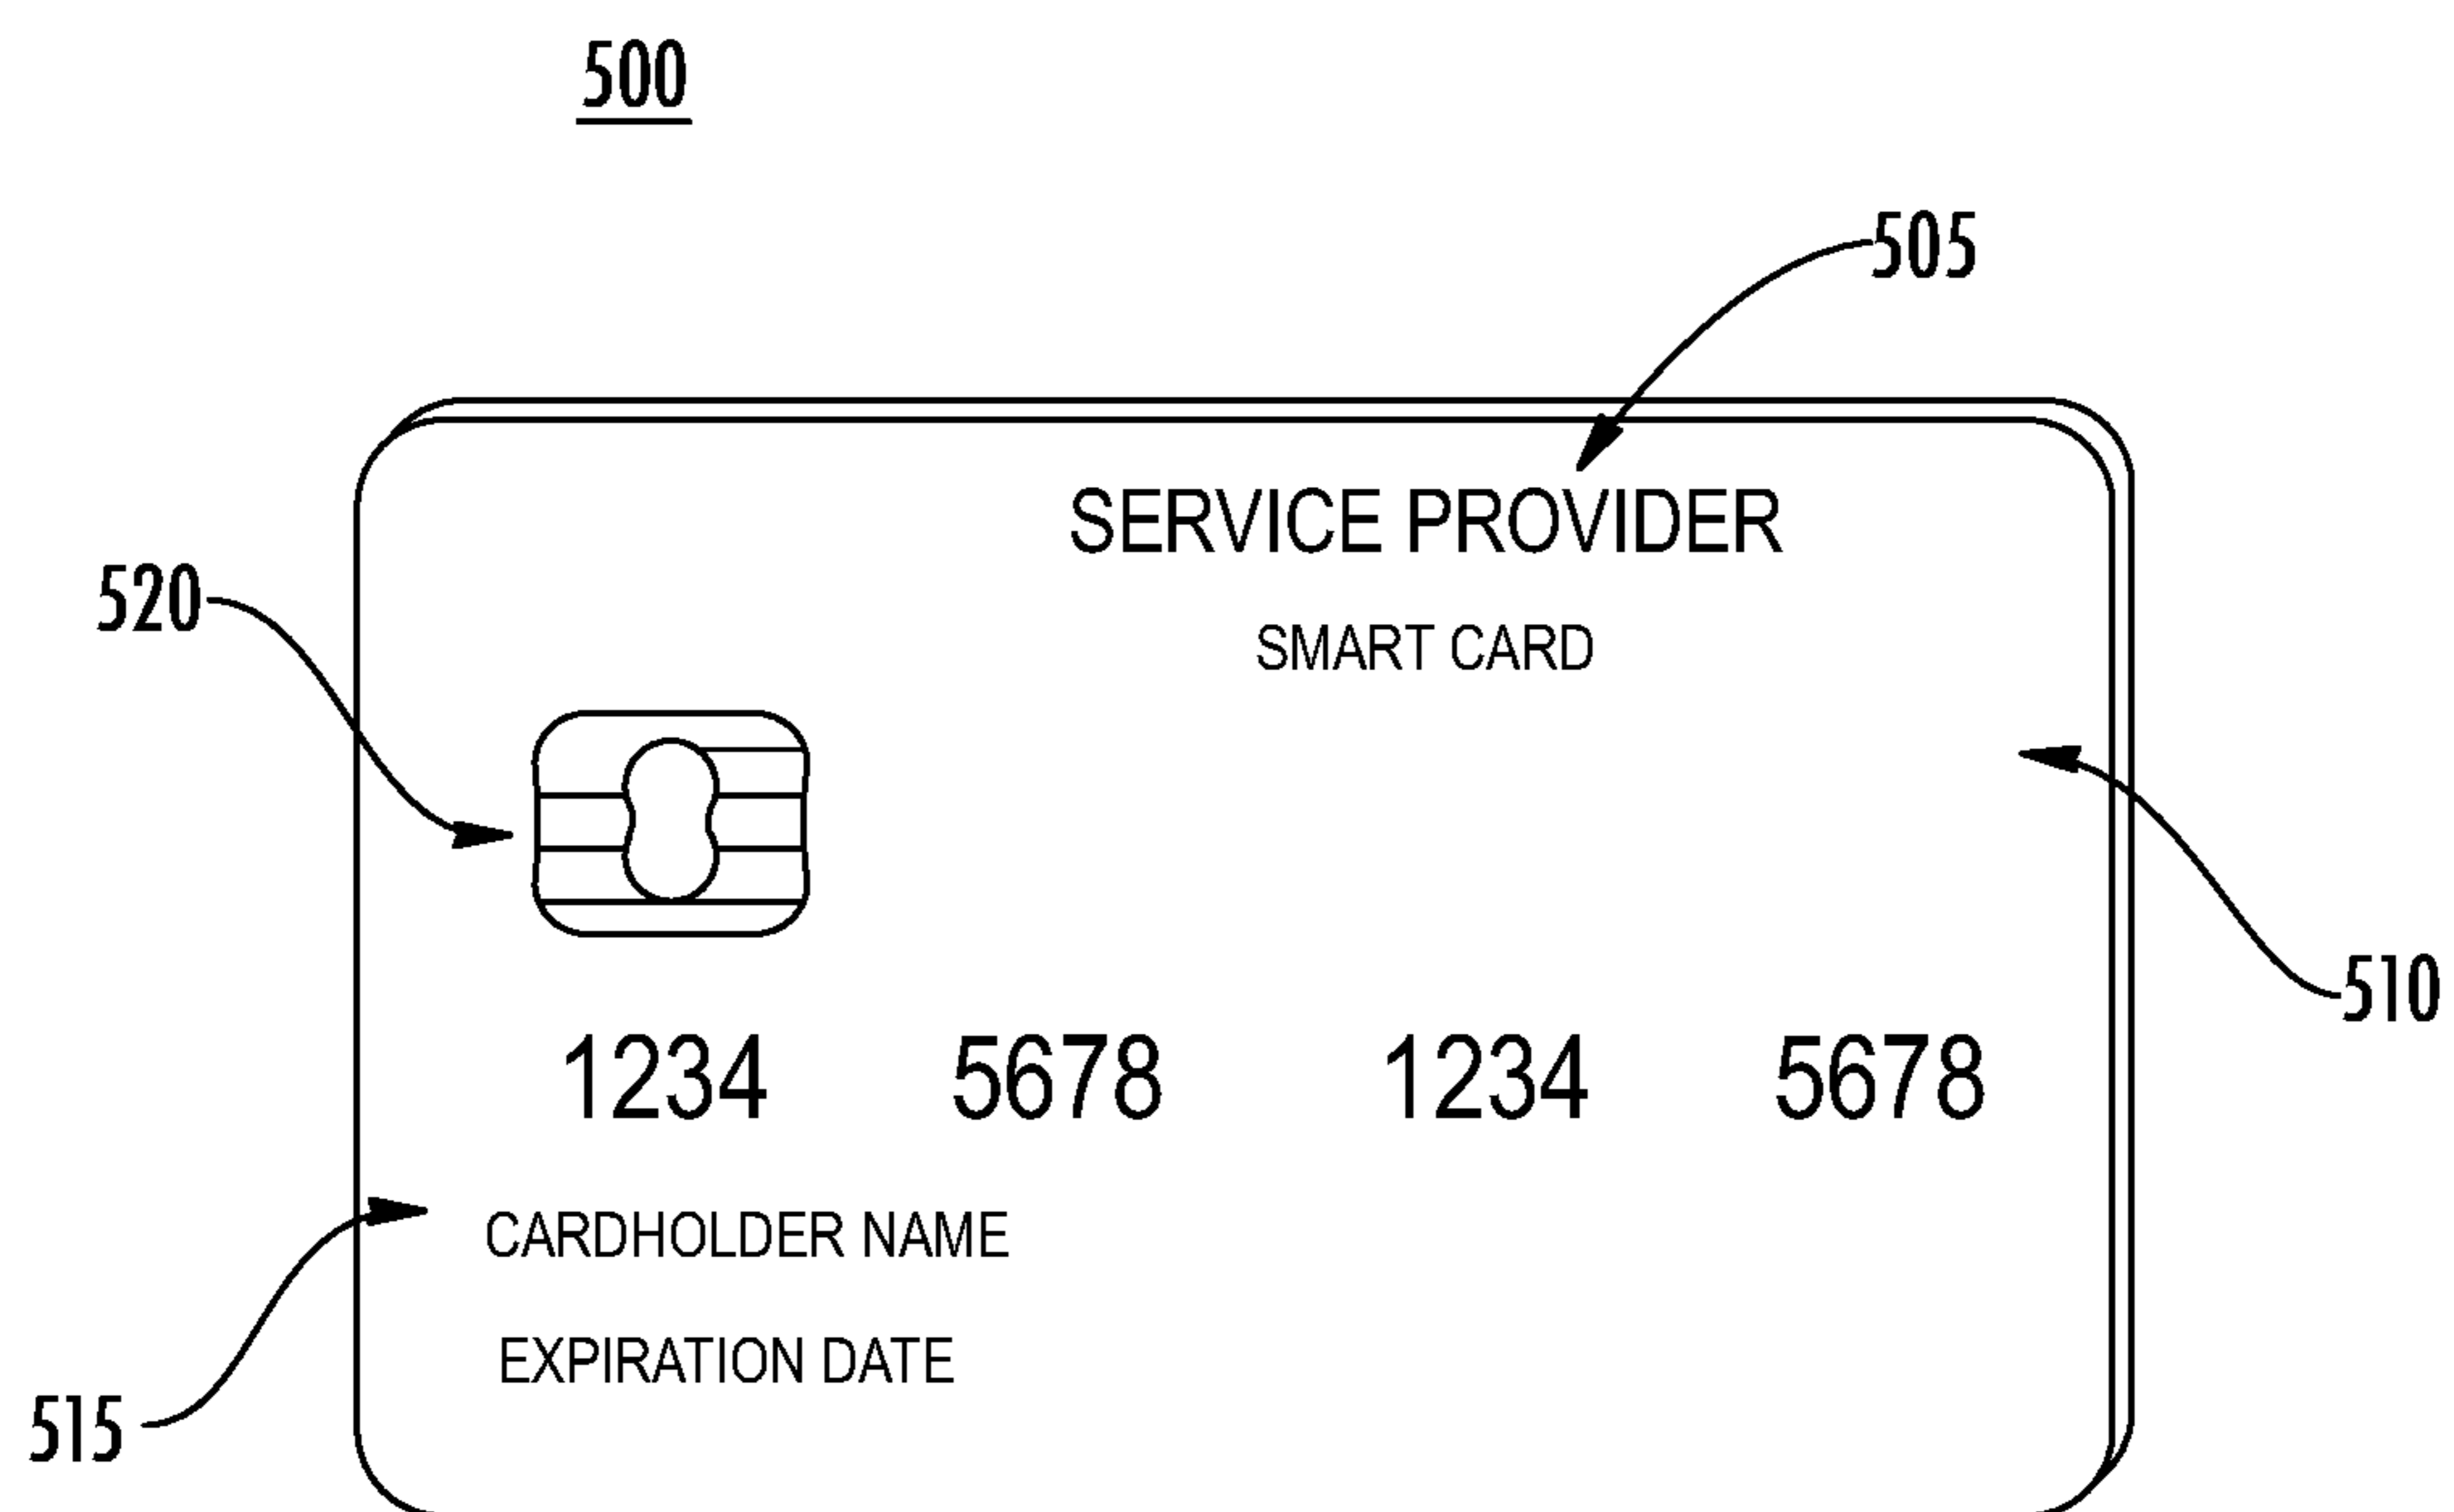 500
505
SERVICE PROVIDER
520
SMART CARD
510
1234 5678 1234 5678
CARDHOLDER NAME
EXPIRATION DATE
515